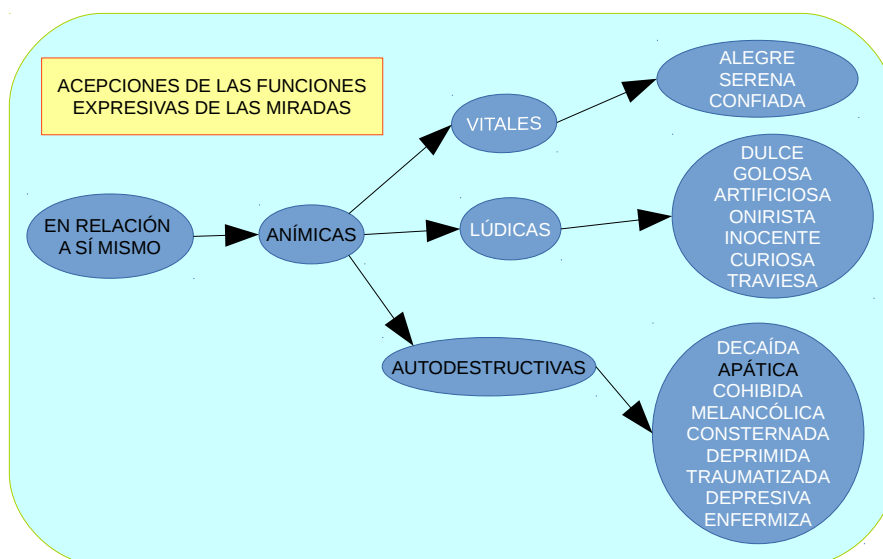 ACEPCIONES DE LAS FUNCIONES
EXPRESIVAS DE LAS MIRADAS
EN RELACIÓN
A SÍ MISMO
ANÍMICAS
VITALES
ALEGRE
SERENA
CONFIADA
LÚDICAS
DULCE
GOLOSA
ARTIFICIOSA
ONIRISTA
INOCENTE
CURIOSA
TRAVIESA
AUTODESTRUCTIVAS
DECAÍDA
APÁTICA
COHIBIDA
MELANCÓLICA
CONSTERNADA
DEPRIMIDA
TRAUMATIZADA
DEPRESIVA
ENFERMIZA